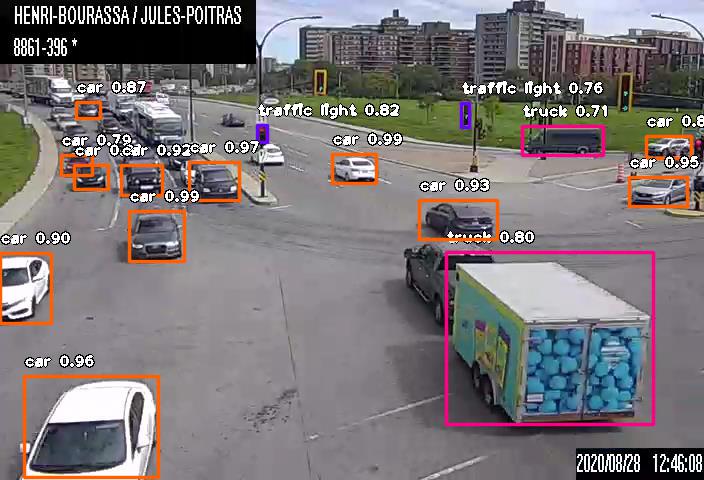 HENRI-BOURASSA / JULES-POITRAS
8861-396 *
car 0.87
traffic light 0.76
traffic light 0.82
truck 0.71
car 0.79
0.92
car 0.97
car 0.99
car 0.95
car 0.93
car 0.99
car 0.90
truck 0.80
car 0.96
2020/08/28 12:46:08